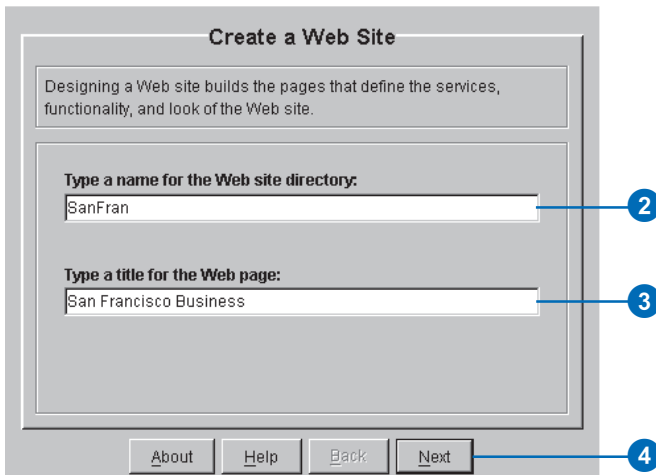 Create a Web Site
Designing a Web site builds the pages that define the services,
functionality, and look of the Web site.
Type a name for the Web site directory:
SanFran
2
Type a title for the Web page:
San Francisco Business
3
About Help Back Next
4